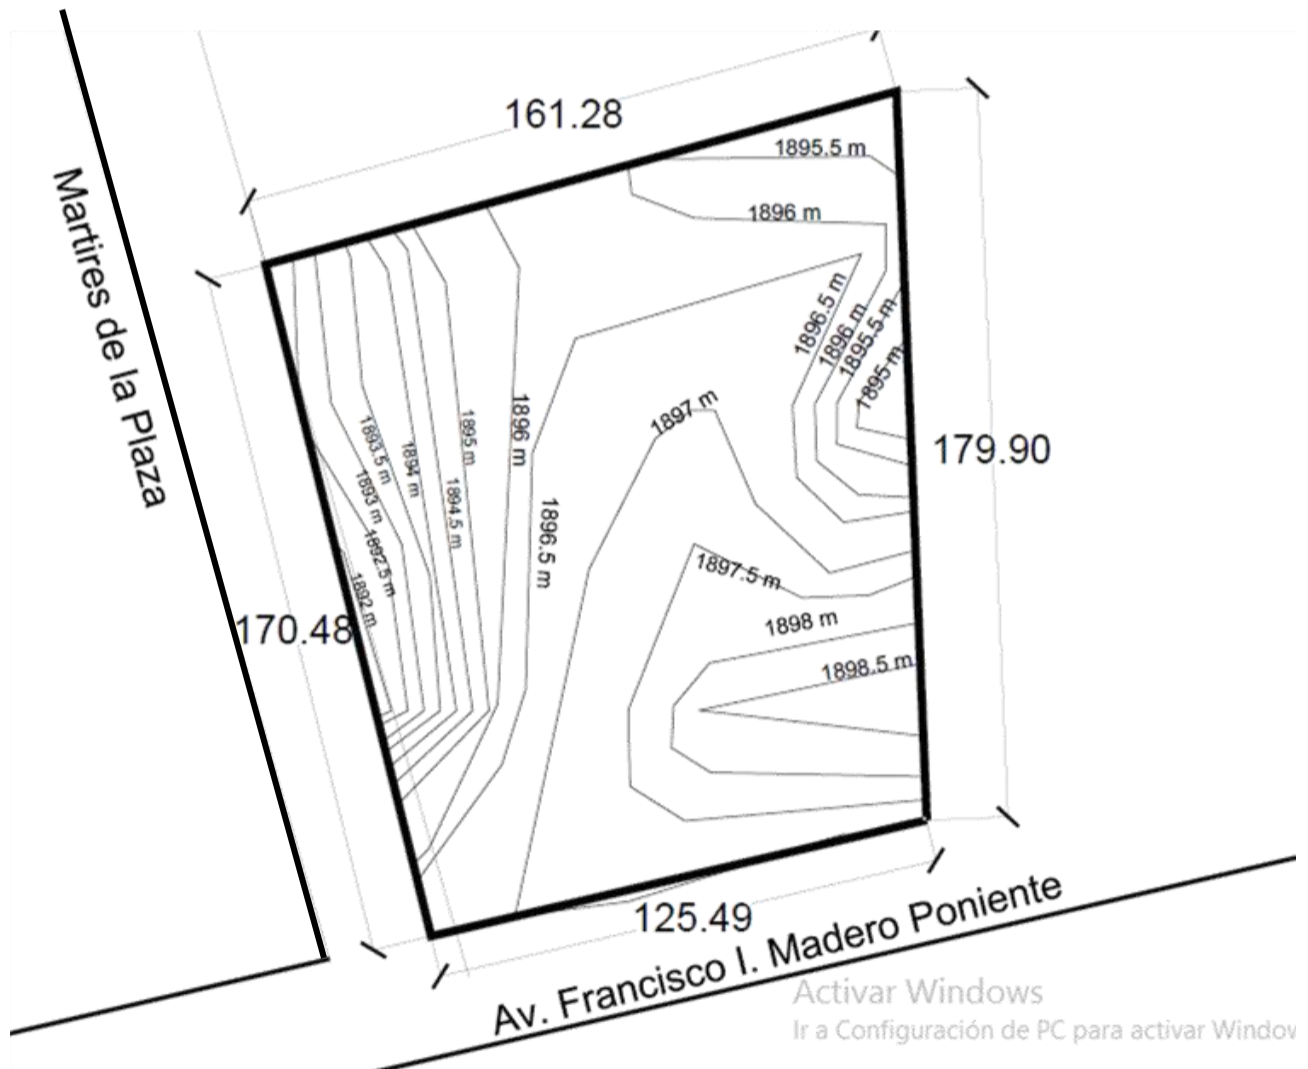 161.28
1895.5 m
1896 m
Martires de la Plaza
1896.5 m
1896 m
1895.5 m
1895 m
1897 m
1896 m
1895 m
1893.5 m
1894 m
179.90
1893 m
1894.5 m
1896.5 m
1892.5 m
1892 m
1897.5 m
170.48
1898 m
1898.5 m
125.49
Av. Francisco I. Madero Poniente
Activar Windows
Ir a Configuración de PC para activar Window